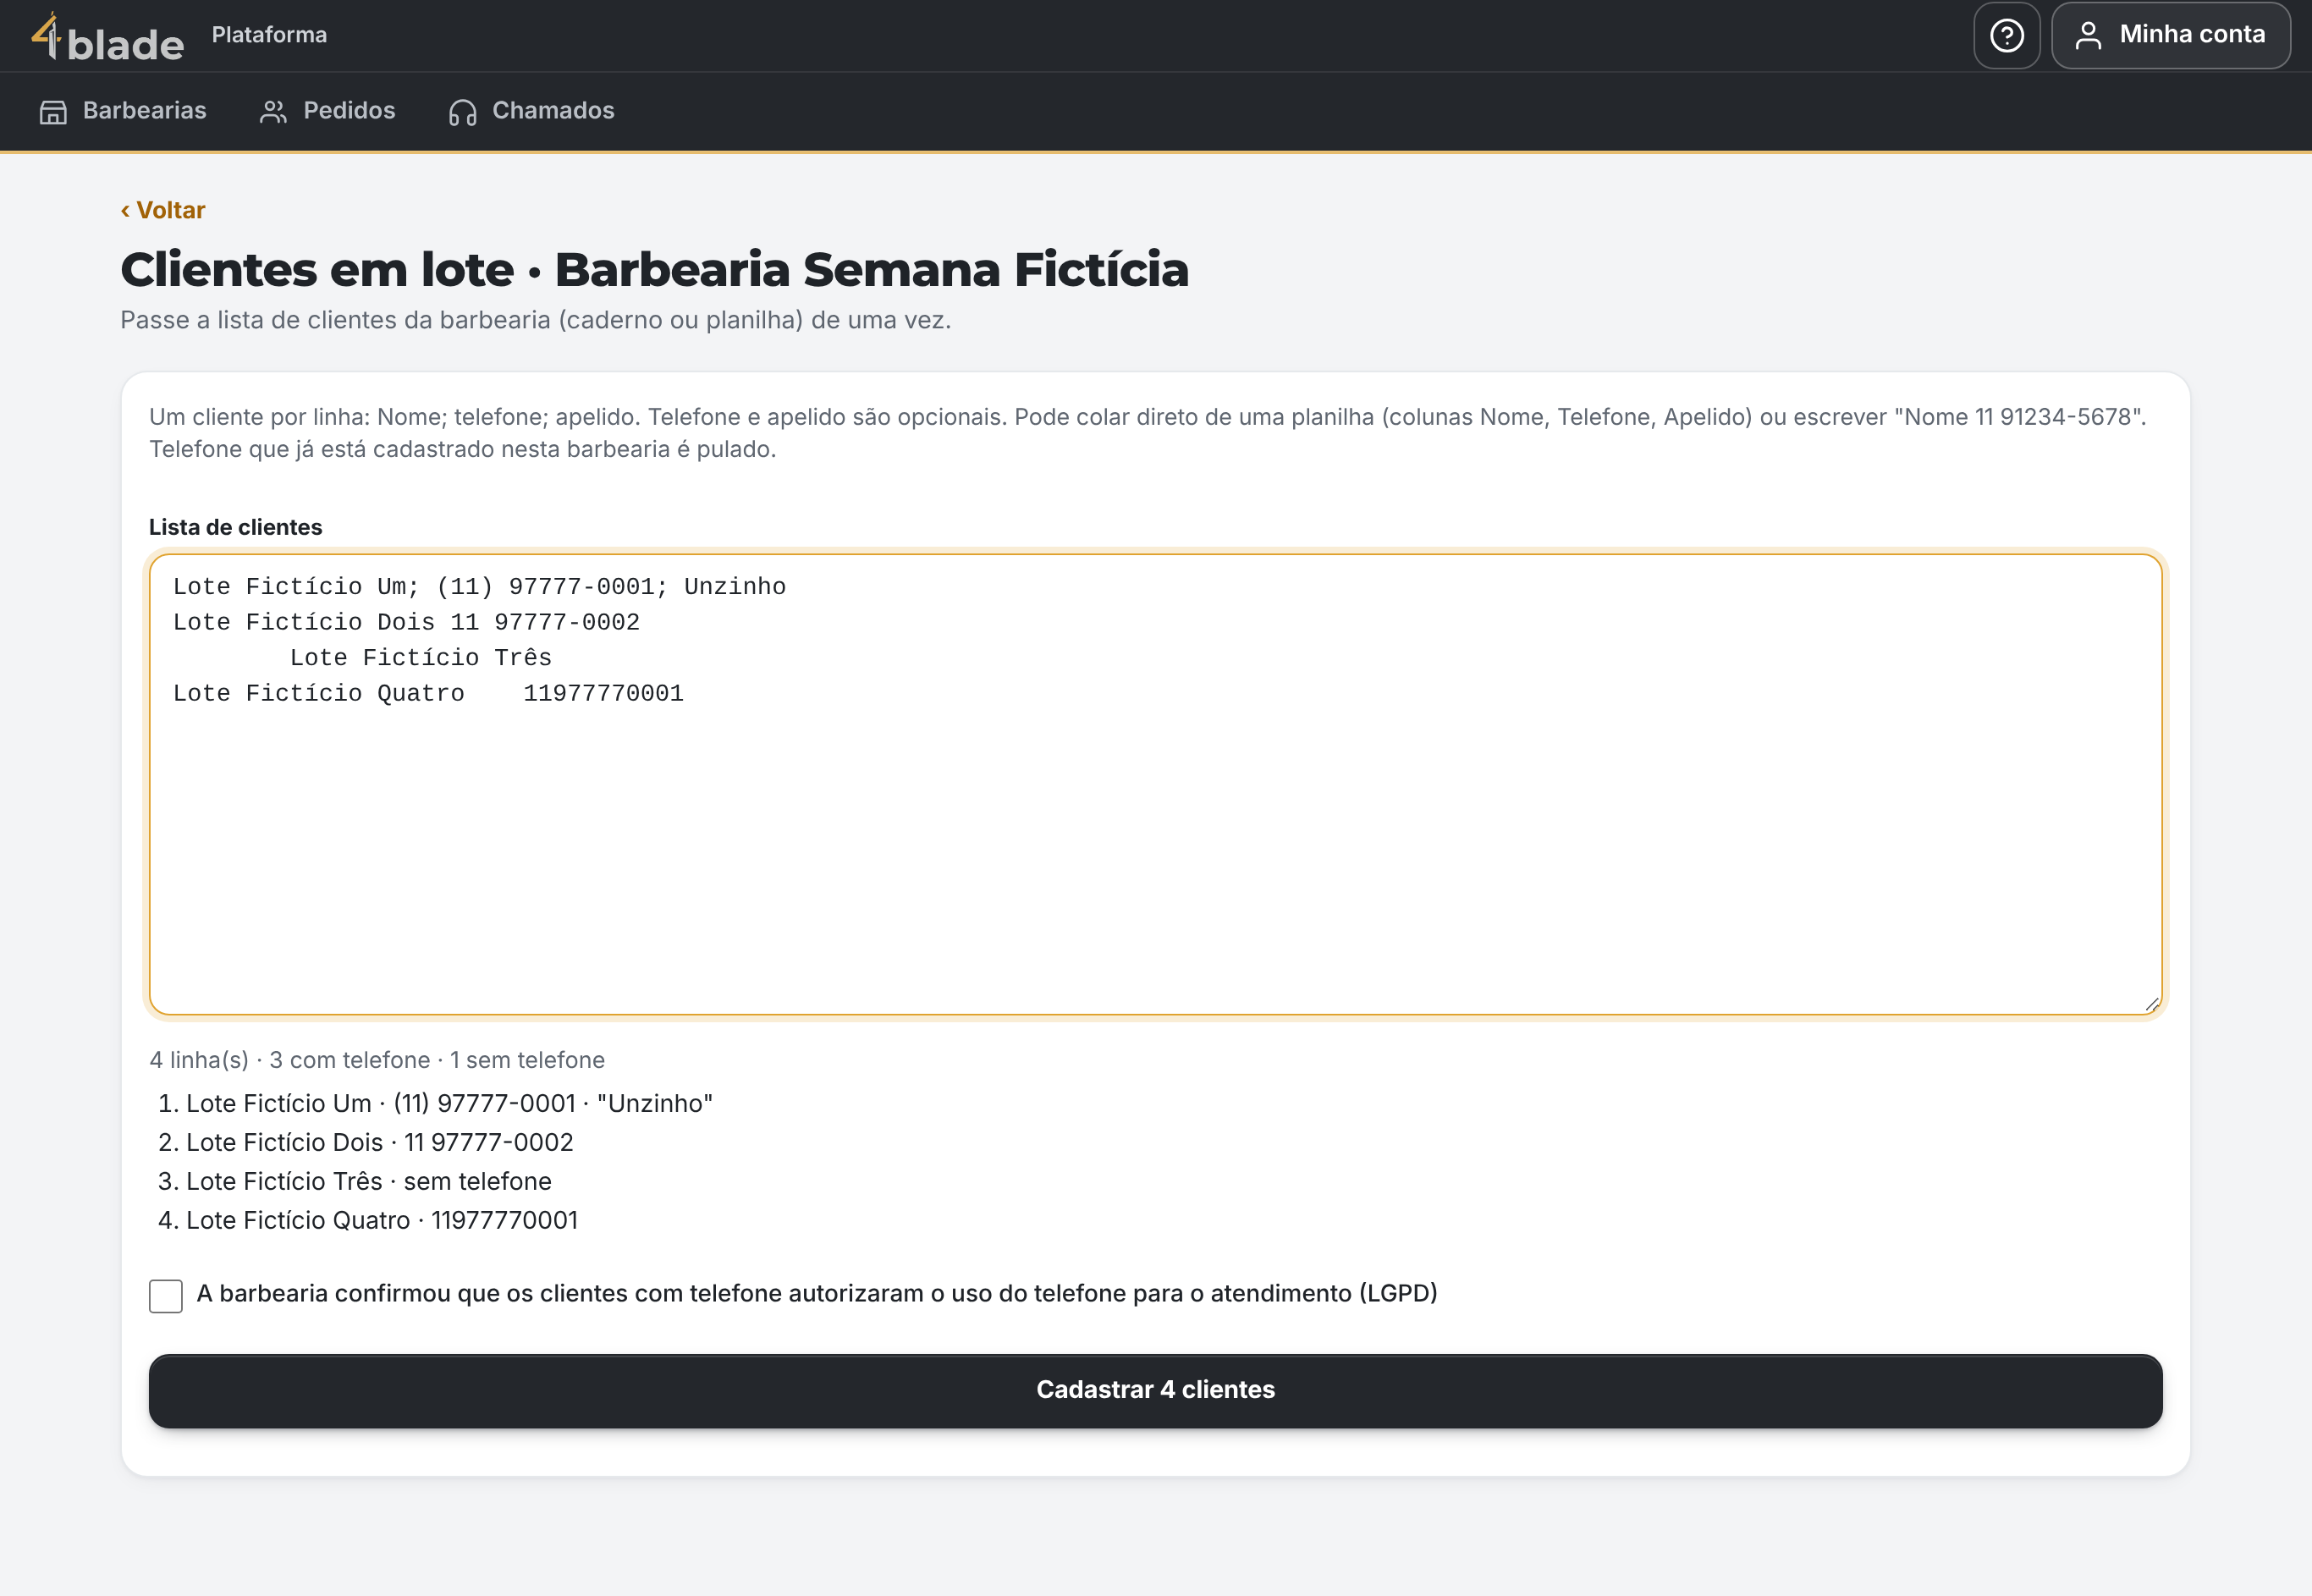 4blade Plataforma
Minha conta
Barbearias Pedidos Chamados
‹ Voltar
Clientes em lote · Barbearia Semana Fictícia
Passe a lista de clientes da barbearia (caderno ou planilha) de uma vez.
Um cliente por linha: Nome; telefone; apelido. Telefone e apelido são opcionais. Pode colar direto de uma planilha (colunas Nome, Telefone, Apelido) ou escrever "Nome 11 91234-5678".
Telefone que já está cadastrado nesta barbearia é pulado.
Lista de clientes
Lote Fictício Um; (11) 97777-0001; Unzinho
Lote Fictício Dois 11 97777-0002
Lote Fictício Três
Lote Fictício Quatro    11977770001
4 linha(s) · 3 com telefone · 1 sem telefone
1. Lote Fictício Um · (11) 97777-0001 · "Unzinho"
2. Lote Fictício Dois · 11 97777-0002
3. Lote Fictício Três · sem telefone
4. Lote Fictício Quatro · 11977770001
A barbearia confirmou que os clientes com telefone autorizaram o uso do telefone para o atendimento (LGPD)
Cadastrar 4 clientes